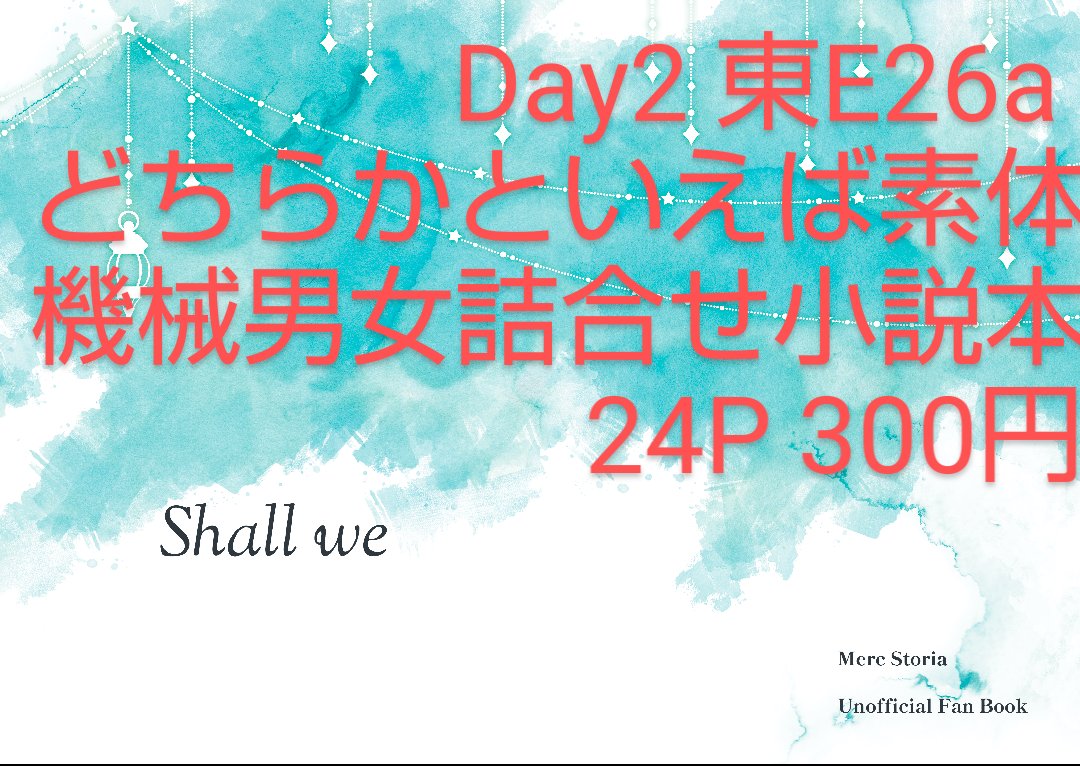 Day2 東E26a
どちらかといえば素体
機械男女詰合せ小説本
24P 300円
Shall we
Merc Storia
Unofficial Fan Book